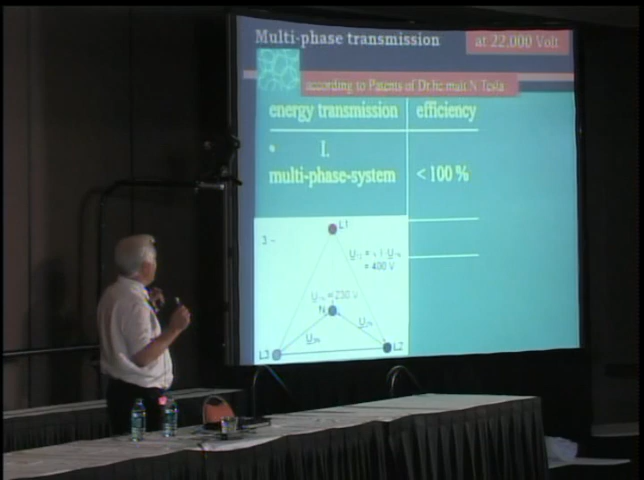 Multi-phase transmission
at 22.000 Volt
according to Patents of Dr.hc mult N Tesla
energy transmission
efficiency
I.
multi-phase-system
< 100 %
L1
3 ~
= 400 V
= 230 V
N
L3
L2